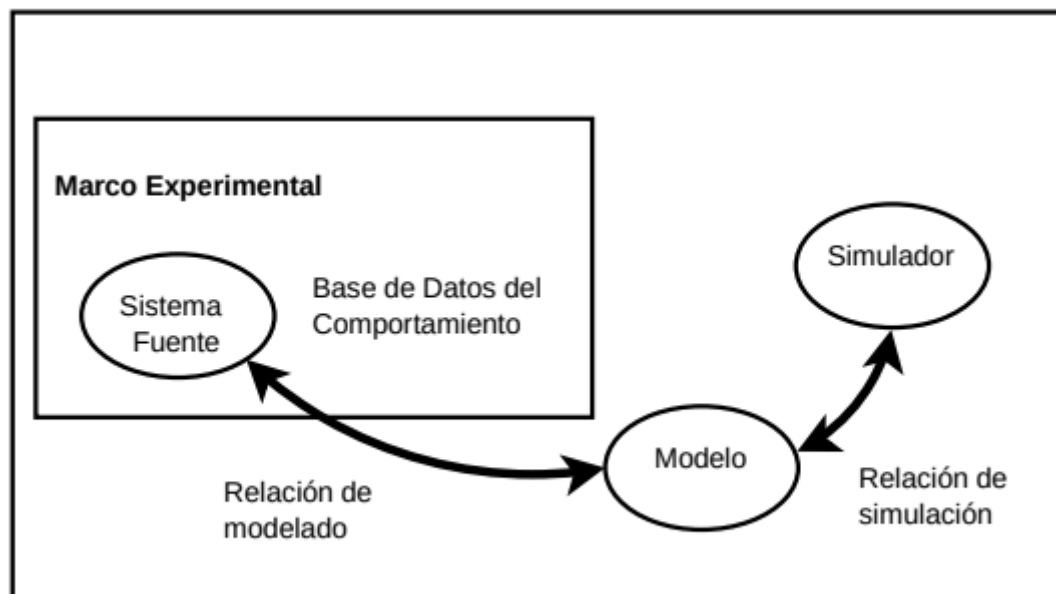 Marco Experimental
Sistema
Fuente
Base de Datos del
Comportamiento
Simulador
Modelo
Relación de
modelado
Relación de
simulación